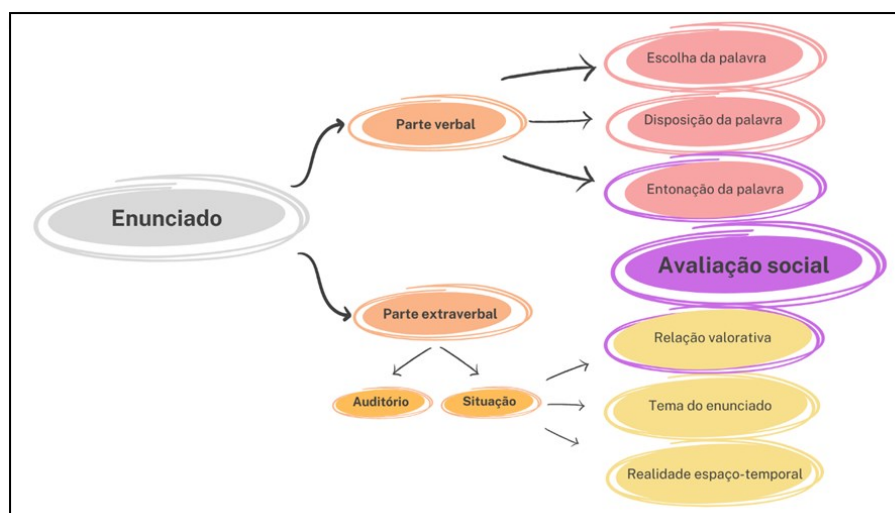 Enunciado
Parte verbal
Escolha da palavra
Disposição da palavra
Entonação da palavra
Avaliação social
Parte extraverbal
Auditório
Situação
Relação valorativa
Tema do enunciado
Realidade espaço-temporal